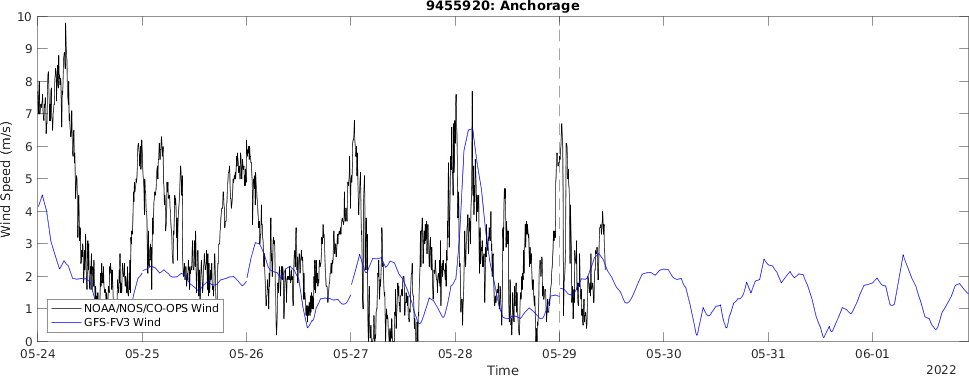 9455920: Anchorage
Wind Speed (m/s)
10
9
8
7
6
5
4
3
2
1
0
NOAA/NOS/CO-OPS Wind
GFS-FV3 Wind
05-24 05-25 05-26 05-27 05-28 05-29 05-30 05-31 06-01
Time
2022